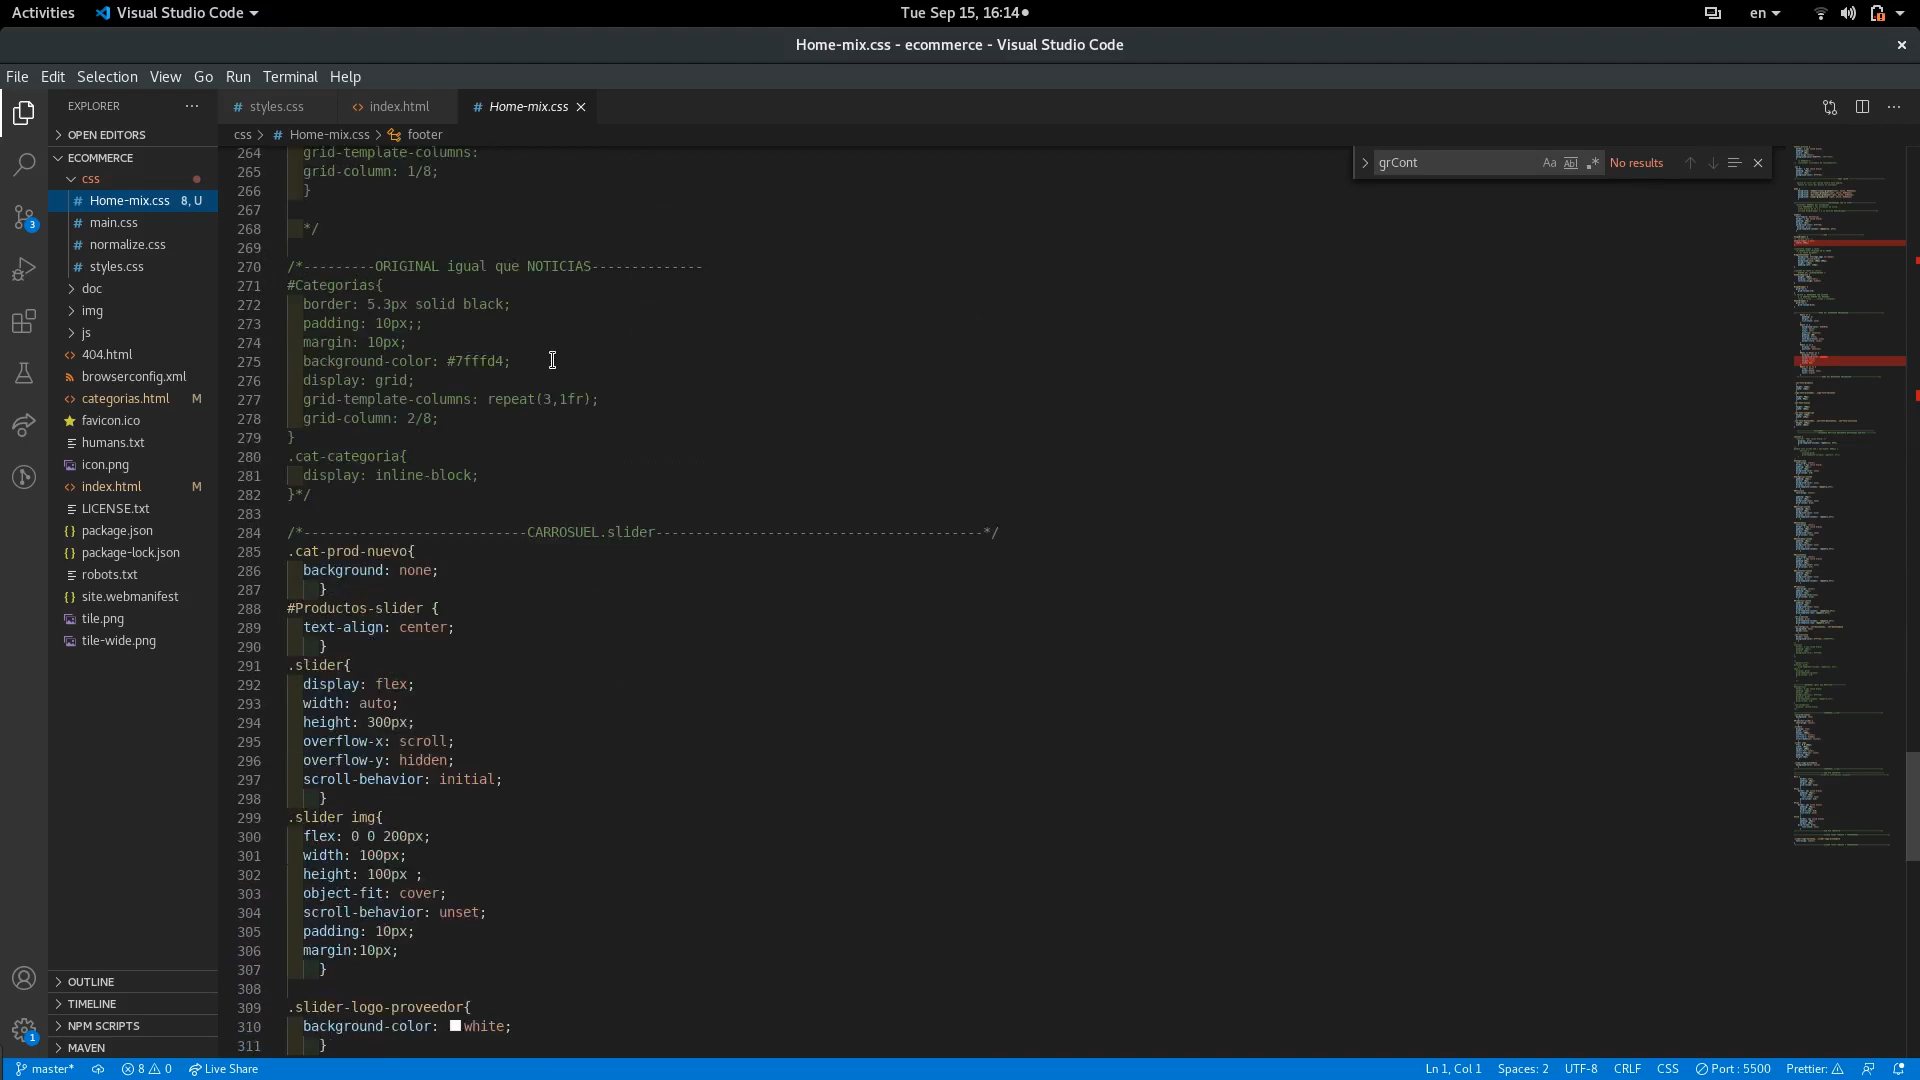 Activities
Visual Studio Code
Tue Sep 15, 16:14
en
Home-mix.css - ecommerce - Visual Studio Code
File Edit Selection View Go Run Terminal Help
EXPLORER
styles.css
index.html
Home-mix.css
css > Home-mix.css > footer
OPEN EDITORS
ECOMMERCE
css
Home-mix.css 8, U
main.css
normalize.css
styles.css
doc
img
js
404.html
browserconfig.xml
categorias.html M
favicon.ico
humans.txt
icon.png
index.html M
LICENSE.txt
package.json
package-lock.json
robots.txt
site.webmanifest
tile.png
tile-wide.png
OUTLINE
TIMELINE
NPM SCRIPTS
MAVEN
3
1
grCont
Aa
Abl
No results
264 grid-template-columns:
265 grid-column: 1/8;
266 }
267
268 */
269
270 /*---------ORIGINAL igual que NOTICIAS--------------
271 #Categorias{
272 border: 5.3px solid black;
273 padding: 10px;;
274 margin: 10px;
275 background-color: #7fffd4;
276 display: grid;
277 grid-template-columns: repeat(3,1fr);
278 grid-column: 2/8;
279 }
280 .cat-categoria{
281 display: inline-block;
282 }*/
283
284 /*----------------------------CARROSUEL.slider-----------------------------------------*/
285 .cat-prod-nuevo{
286 background: none;
287 }
288 #Productos-slider {
289 text-align: center;
290 }
291 .slider{
292 display: flex;
293 width: auto;
294 height: 300px;
295 overflow-x: scroll;
296 overflow-y: hidden;
297 scroll-behavior: initial;
298 }
299 .slider img{
300 flex: 0 0 200px;
301 width: 100px;
302 height: 100px ;
303 object-fit: cover;
304 scroll-behavior: unset;
305 padding: 10px;
306 margin:10px;
307 }
308
309 .slider-logo-proveedor{
310 background-color: white;
311 }
master* 8 0 Live Share
Ln 1, Col 1 Spaces: 2 UTF-8 CRLF CSS Port : 5500 Prettier: